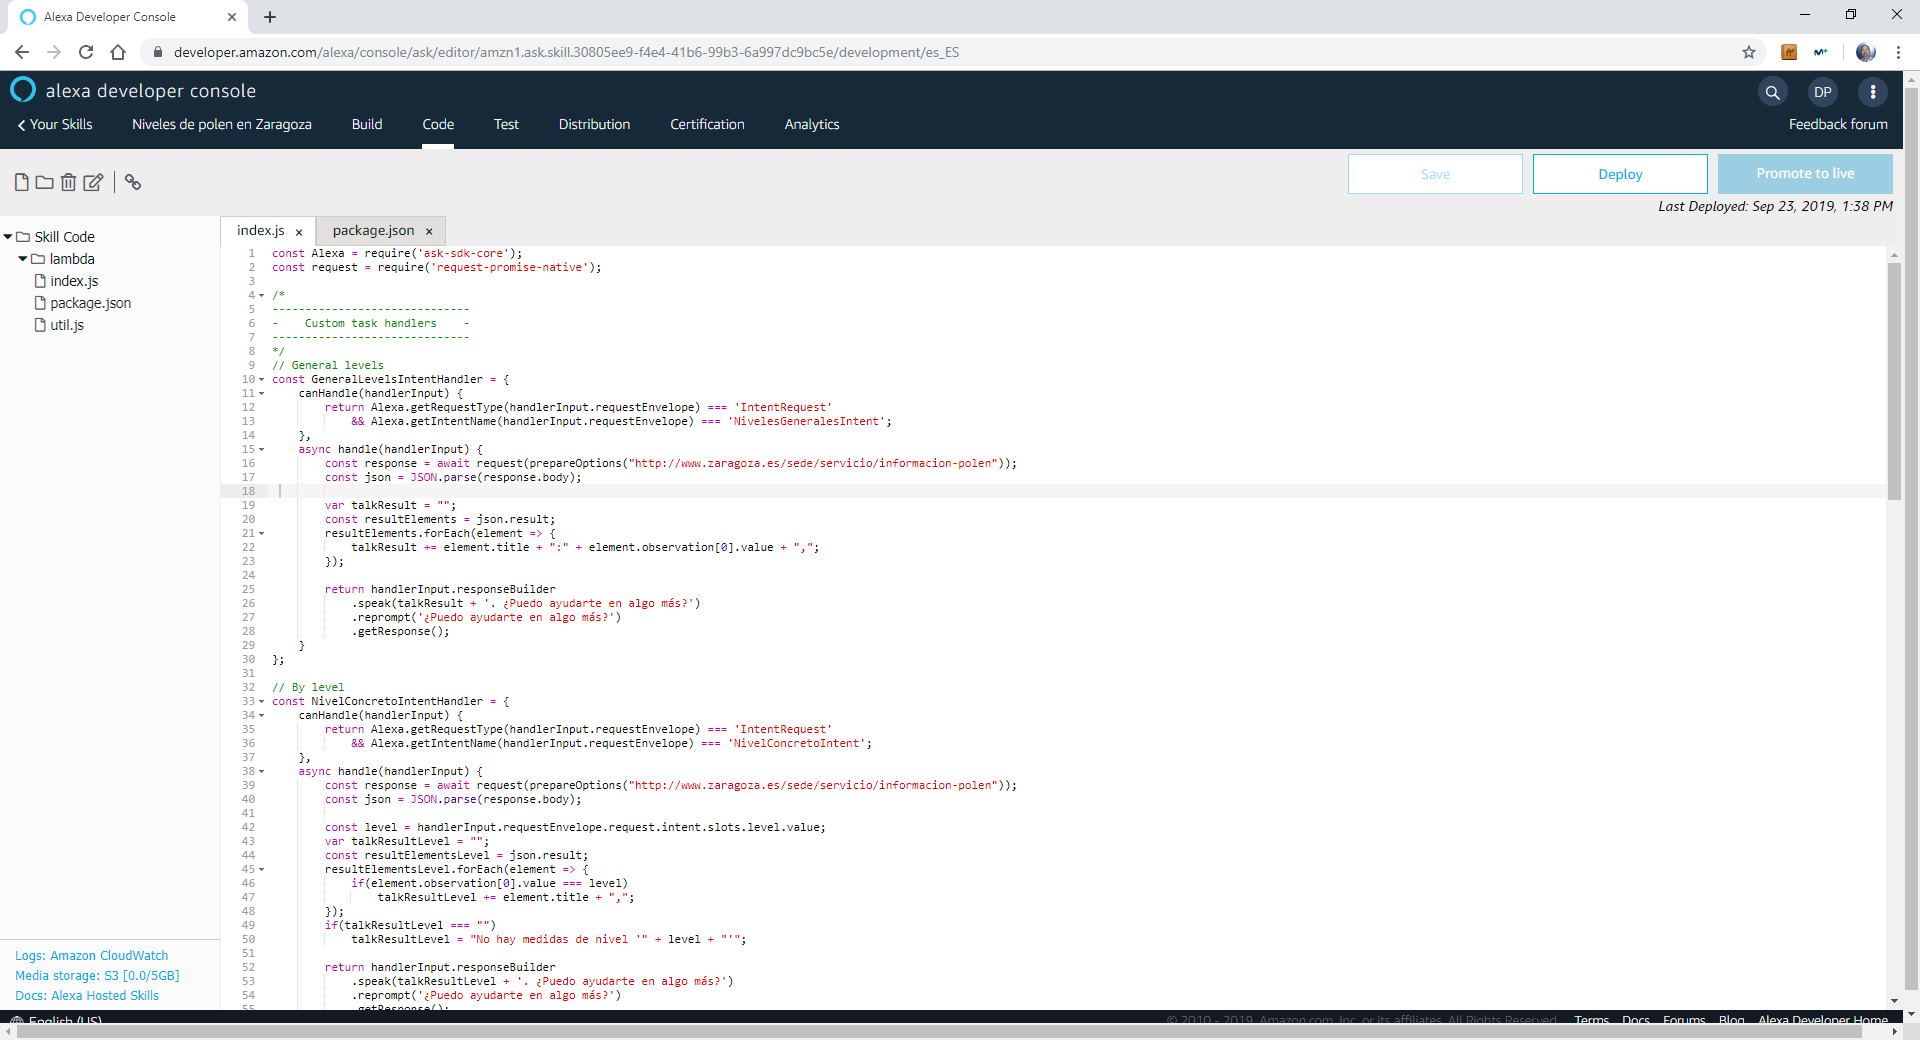 Alexa Developer Console
developer.amazon.com/alexa/console/ask/editor/amzn1.ask.skill.30805ee9-f4e4-41b6-99b3-6a997dc9bc5e/development/es_ES
alexa developer console
DP
Your Skills
Niveles de polen en Zaragoza
Build
Code
Test
Distribution
Certification
Analytics
Feedback forum
Save
Deploy
Promote to live
Last Deployed: Sep 23, 2019, 1:38 PM
Skill Code
lambda
index.js
package.json
util.js
Logs: Amazon CloudWatch
Media storage: S3 [0.0/5GB]
Docs: Alexa Hosted Skills
index.js ×
package.json ×
1 const Alexa = require('ask-sdk-core');
2 const request = require('request-promise-native');
3
4 /*
5 ------------------------------
6 -    Custom task handlers    -
7 ------------------------------
8 */
9 // General levels
10 const GeneralLevelsIntentHandler = {
11     canHandle(handlerInput) {
12         return Alexa.getRequestType(handlerInput.requestEnvelope) === 'IntentRequest'
13             && Alexa.getIntentName(handlerInput.requestEnvelope) === 'NivelesGeneralesIntent';
14     },
15     async handle(handlerInput) {
16         const response = await request(prepareOptions("http://www.zaragoza.es/sede/servicio/informacion-polen"));
17         const json = JSON.parse(response.body);
18
19         var talkResult = "";
20         const resultElements = json.result;
21         resultElements.forEach(element => {
22             talkResult += element.title + ":" + element.observation[0].value + ",";
23         });
24
25         return handlerInput.responseBuilder
26             .speak(talkResult + '. ¿Puedo ayudarte en algo más?')
27             .reprompt('¿Puedo ayudarte en algo más?')
28             .getResponse();
29     }
30 };
31
32 // By level
33 const NivelConcretoIntentHandler = {
34     canHandle(handlerInput) {
35         return Alexa.getRequestType(handlerInput.requestEnvelope) === 'IntentRequest'
36             && Alexa.getIntentName(handlerInput.requestEnvelope) === 'NivelConcretoIntent';
37     },
38     async handle(handlerInput) {
39         const response = await request(prepareOptions("http://www.zaragoza.es/sede/servicio/informacion-polen"));
40         const json = JSON.parse(response.body);
41
42         const level = handlerInput.requestEnvelope.request.intent.slots.level.value;
43         var talkResultLevel = "";
44         const resultElementsLevel = json.result;
45         resultElementsLevel.forEach(element => {
46             if(element.observation[0].value === level)
47                 talkResultLevel += element.title + ",";
48         });
49         if(talkResultLevel === "")
50             talkResultLevel = "No hay medidas de nivel '" + level + "'";
51
52         return handlerInput.responseBuilder
53             .speak(talkResultLevel + '. ¿Puedo ayudarte en algo más?')
54             .reprompt('¿Puedo ayudarte en algo más?')
55             .getResponse();
English (US)
© 2010 - 2019, Amazon.com, Inc. or its affiliates. All Rights Reserved.
Terms
Docs
Forums
Blog
Alexa Developer Home